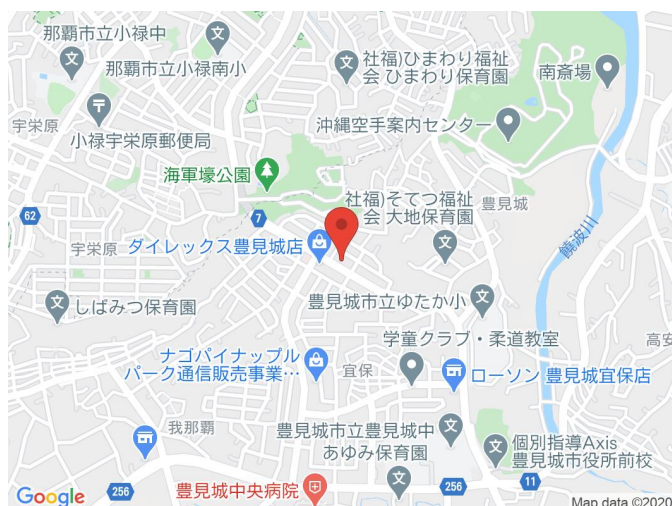 那覇市立小禄中
那覇市立小禄南小
社福)ひまわり福祉
会 ひまわり保育園
南斎場
宇栄原
小禄宇栄原郵便局
沖縄空手案内センター
海軍壕公園
社福)そてつ福祉
会 大地保育園
豊見城
62
7
宇栄原
ダイレックス豊見城店
饒波川
しばみつ保育園
豊見城市立ゆたか小
学童クラブ・柔道教室
高安
ナゴパイナップル
パーク通信販売事業…
宜保
ローソン 豊見城宜保店
我那覇
豊見城市立豊見城中
あゆみ保育園
個別指導Axis
豊見城市役所前校
256
豊見城中央病院
256
11
Google
Map data ©2020